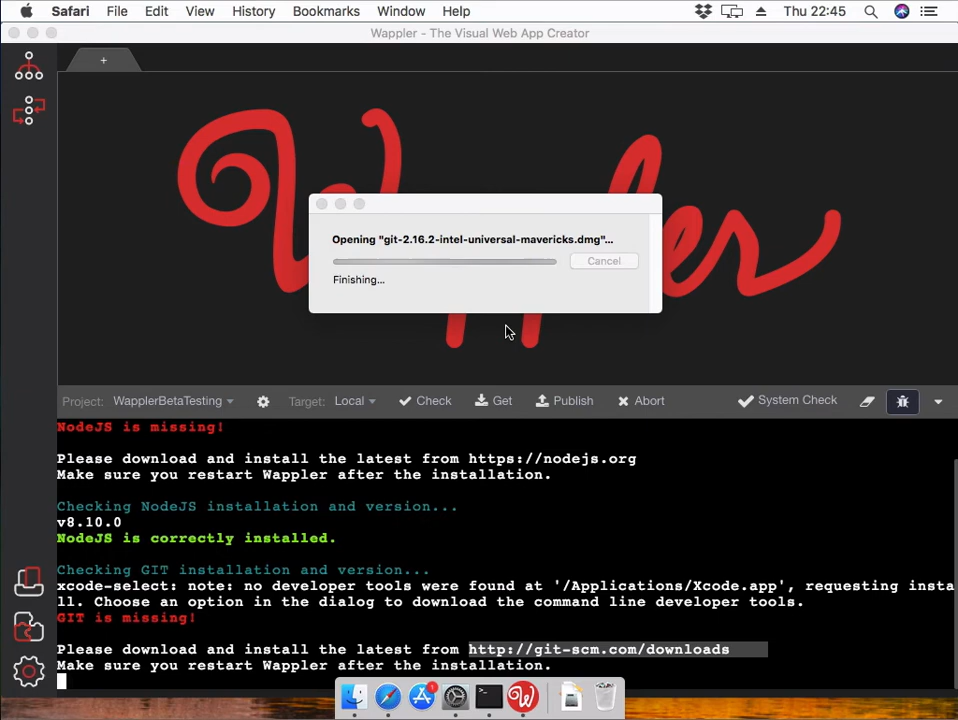 Safari File Edit View History Bookmarks Window Help Thu 22:45
Wappler - The Visual Web App Creator
+
Wappler
Opening "git-2.16.2-intel-universal-mavericks.dmg"...
Cancel
Finishing...
Project: WapplerBetaTesting Target: Local Check Get Publish Abort System Check
NodeJS is missing!
Please download and install the latest from https://nodejs.org
Make sure you restart Wappler after the installation.
Checking NodeJS installation and version...
v8.10.0
NodeJS is correctly installed.
Checking GIT installation and version...
xcode-select: note: no developer tools were found at '/Applications/Xcode.app', requesting insta
ll. Choose an option in the dialog to download the command line developer tools.
GIT is missing!
Please download and install the latest from http://git-scm.com/downloads
Make sure you restart Wappler after the installation.
1
W